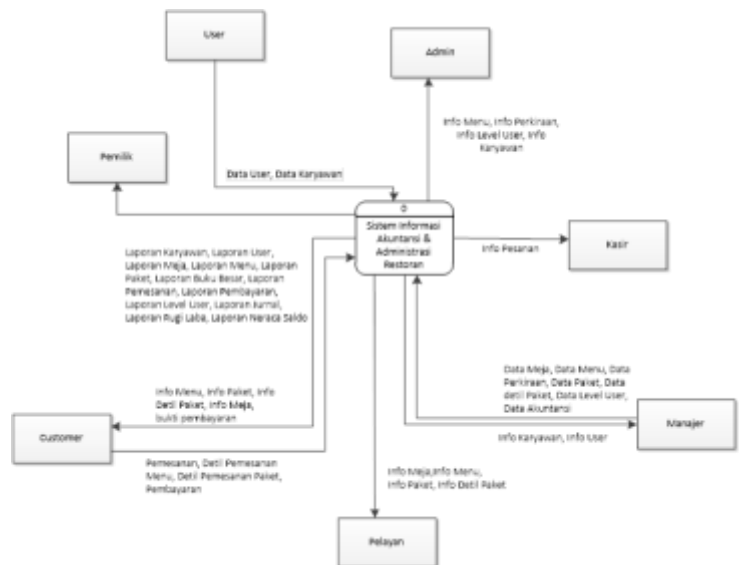 User
Admin
Info Menu, Info Perkiraan,
Info Level User, Info
Karyawan
Pemilik
Data User, Data Karyawan
0
Sistem Informasi
Akuntansi &
Administrasi
Restoran
Info Pesanan
Kasir
Laporan Karyawan, Laporan User,
Laporan Meja, Laporan Menu, Laporan
Paket, Laporan Buku Besar, Laporan
Pemesanan, Laporan Pembayaran,
Laporan Level User, Laporan Jurnal,
Laporan Rugi Laba, Laporan Neraca Saldo
Data Meja, Data Menu, Data
Perkiraan, Data Paket, Data
detil Paket, Data Level User,
Data Akuntansi
Manajer
Info Karyawan, Info User
Info Menu, Info Paket, Info
Detil Paket, Info Meja,
bukti pembayaran
Customer
Pemesanan, Detil Pemesanan
Menu, Detil Pemesanan Paket,
Pembayaran
Info Meja,Info Menu,
Info Paket, Info Detil Paket
Pelayan